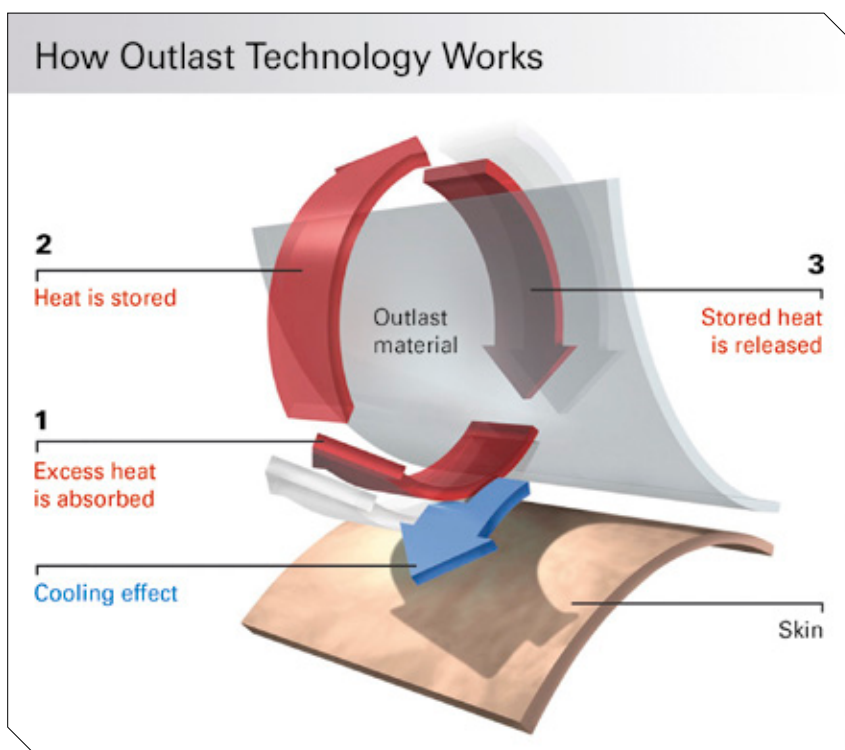 How Outlast Technology Works
2
Heat is stored
3
Stored heat
is released
Outlast
material
1
Excess heat
is absorbed
Cooling effect
Skin